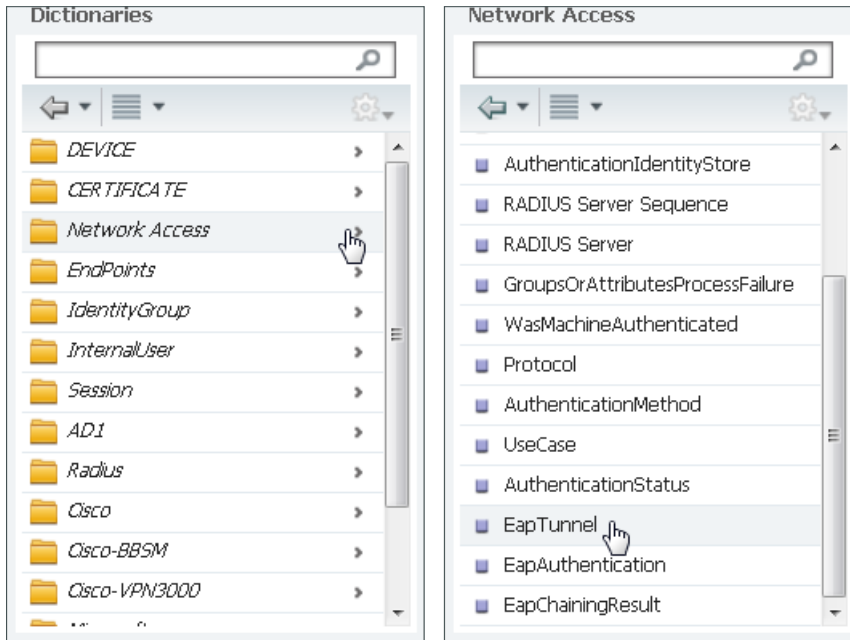 Dictionaries
DEVICE
CERTIFICATE
Network Access
EndPoints
IdentityGroup
InternalUser
Session
AD1
Radius
Cisco
Cisco-BBSM
Cisco-VPN3000
Network Access
AuthenticationIdentityStore
RADIUS Server Sequence
RADIUS Server
GroupsOrAttributesProcessFailure
WasMachineAuthenticated
Protocol
AuthenticationMethod
UseCase
AuthenticationStatus
EapTunnel
EapAuthentication
EapChainingResult